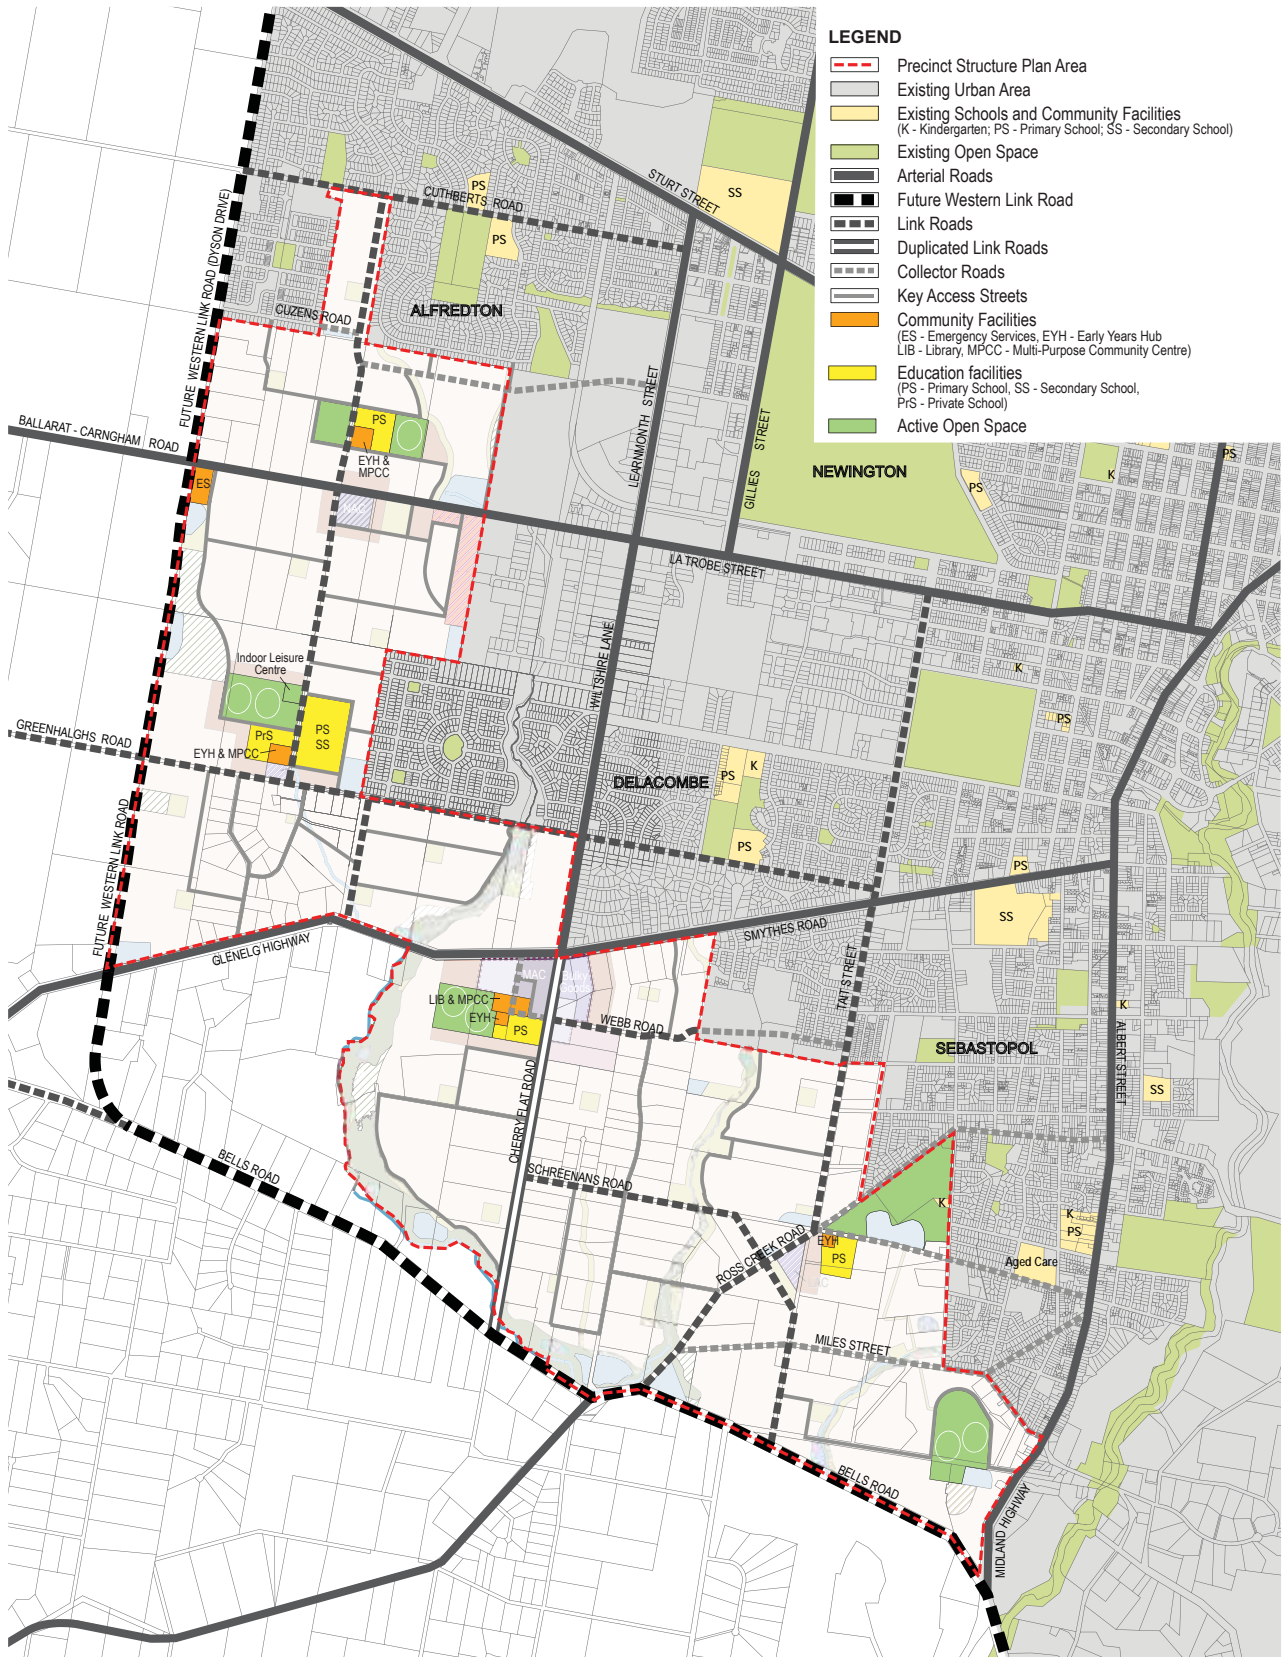 LEGEND
Precinct Structure Plan Area
Existing Urban Area
Existing Schools and Community Facilities
(K - Kindergarten; PS - Primary School; SS - Secondary School)
Existing Open Space
Arterial Roads
Future Western Link Road
Link Roads
Duplicated Link Roads
Collector Roads
Key Access Streets
Community Facilities
(ES - Emergency Services, EYH - Early Years Hub
LIB - Library, MPCC - Multi-Purpose Community Centre)
Education facilities
(PS - Primary School, SS - Secondary School,
PrS - Private School)
Active Open Space
STURT STREET
SS
PS
CUTHBERTS ROAD
PS
FUTURE WESTERN LINK ROAD (DYSON DRIVE)
ALFREDTON
CUZENS ROAD
LEARNMONTH STREET
GILLIES STREET
BALLARAT - CARNGHAM ROAD
PS
EYH &
MPCC
NEWINGTON
PS
K
PS
ES
MAC
LA TROBE STREET
WILTSHIRE LANE
Indoor Leisure
Centre
K
PS
GREENHALGHS ROAD
PrS
EYH & MPCC
PS
SS
DELACOMBE
PS
K
PS
FUTURE WESTERN LINK ROAD
PS
SS
GLENELG HIGHWAY
SMYTHES ROAD
TAIT STREET
MAC
Bulky
Goods
LIB & MPCC
EYH
PS
WEBB ROAD
K
SEBASTOPOL
ALBERT STREET
SS
CHERRY FLAT ROAD
BELLS ROAD
SCHREENANS ROAD
K
K
PS
ROSS CREEK ROAD
EYH
PS
Aged Care
MILES STREET
BELLS ROAD
MIDLAND HIGHWAY